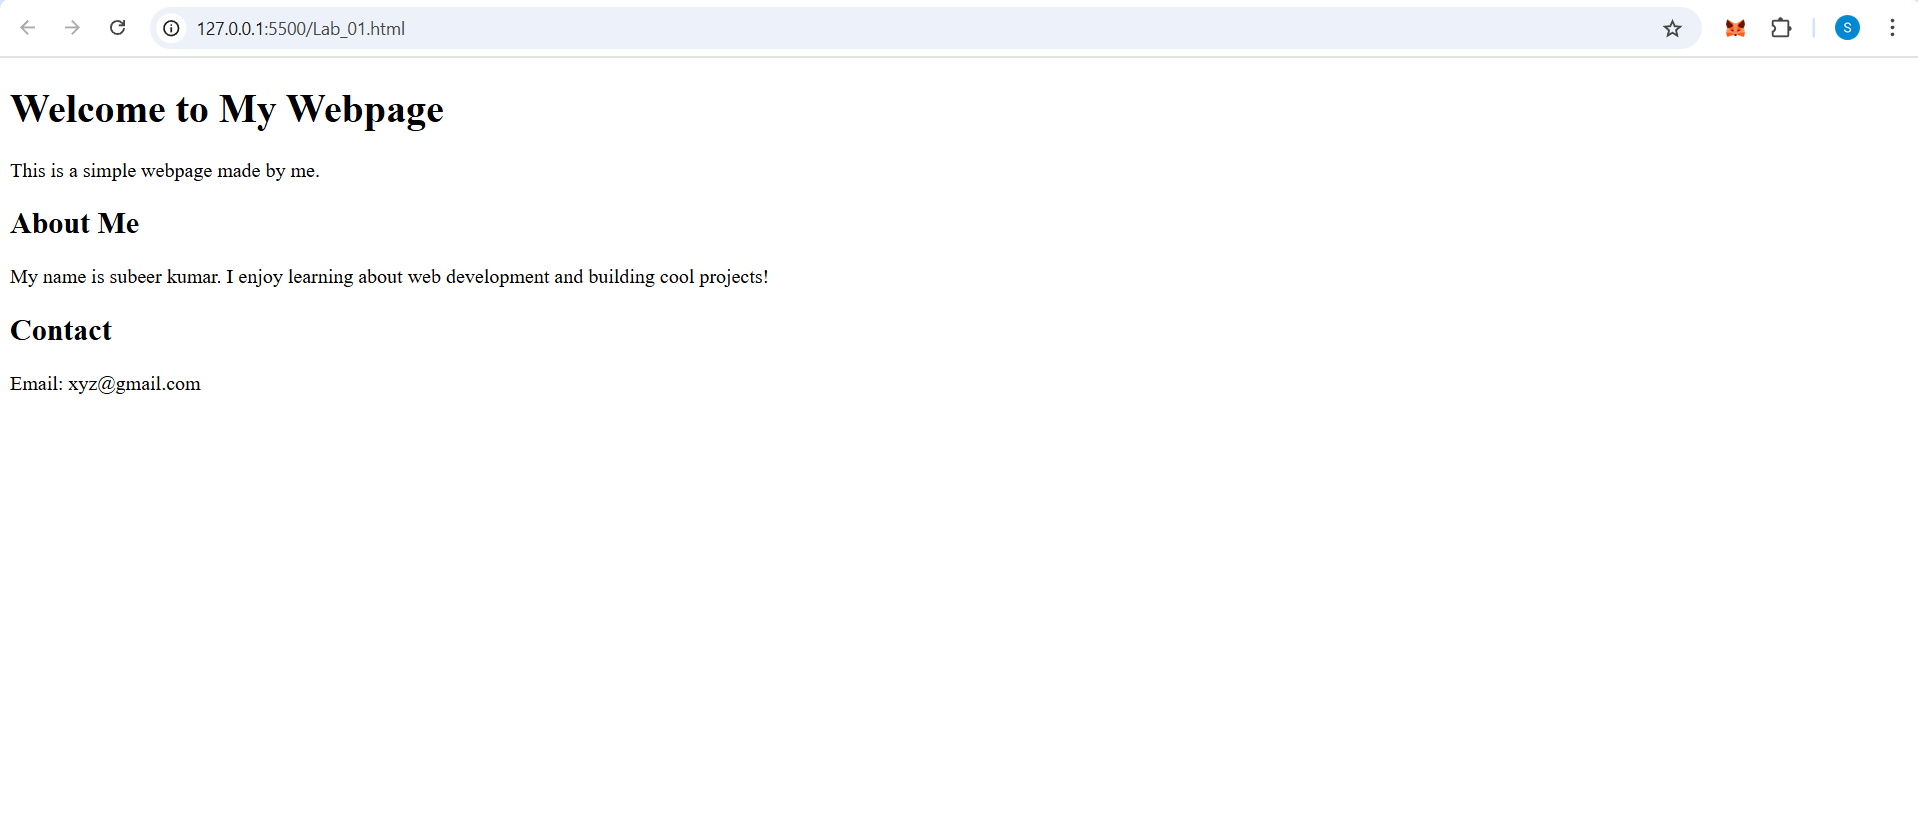 127.0.0.1:5500/Lab_01.html
S
Welcome to My Webpage
This is a simple webpage made by me.
About Me
My name is subeer kumar. I enjoy learning about web development and building cool projects!
Contact
Email: xyz@gmail.com